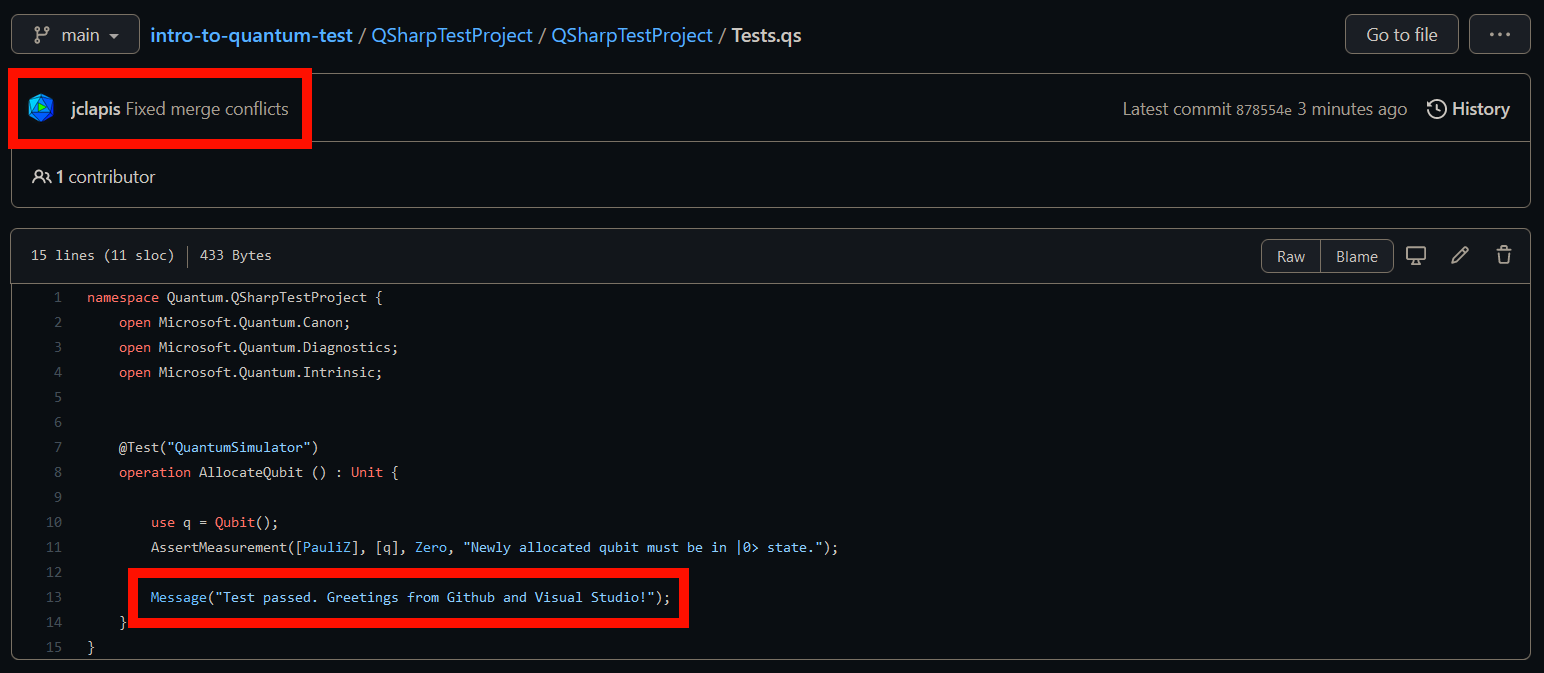 main
intro-to-quantum-test / QSharpTestProject / QSharpTestProject / Tests.qs
Go to file
...
jclapis Fixed merge conflicts
Latest commit 878554e 3 minutes ago
History
1 contributor
15 lines (11 sloc)
433 Bytes
Raw
Blame
1 namespace Quantum.QSharpTestProject {
2 open Microsoft.Quantum.Canon;
3 open Microsoft.Quantum.Diagnostics;
4 open Microsoft.Quantum.Intrinsic;
5
6
7 @Test("QuantumSimulator")
8 operation AllocateQubit () : Unit {
9
10 use q = Qubit();
11 AssertMeasurement([PauliZ], [q], Zero, "Newly allocated qubit must be in |0> state.");
12
13 Message("Test passed. Greetings from Github and Visual Studio!");
14 }
15 }